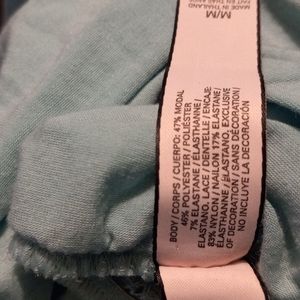 M/M
MADE IN THAILAND
BODY / CORPS / CUERPO: 47% MODAL
46% POLYESTER / POLIÉSTER
7% ELASTANE / ÉLASTHANNE /
ELASTANO. LACE / DENTELLE / ENCAJE:
83% NYLON / NAILON 17% ELASTANE/
ÉLASTHANNE / ELASTANO. EXCLUSIVE
OF DECORATION / SANS DÉCORATION/
NO INCLUYE LA DECORACIÓN